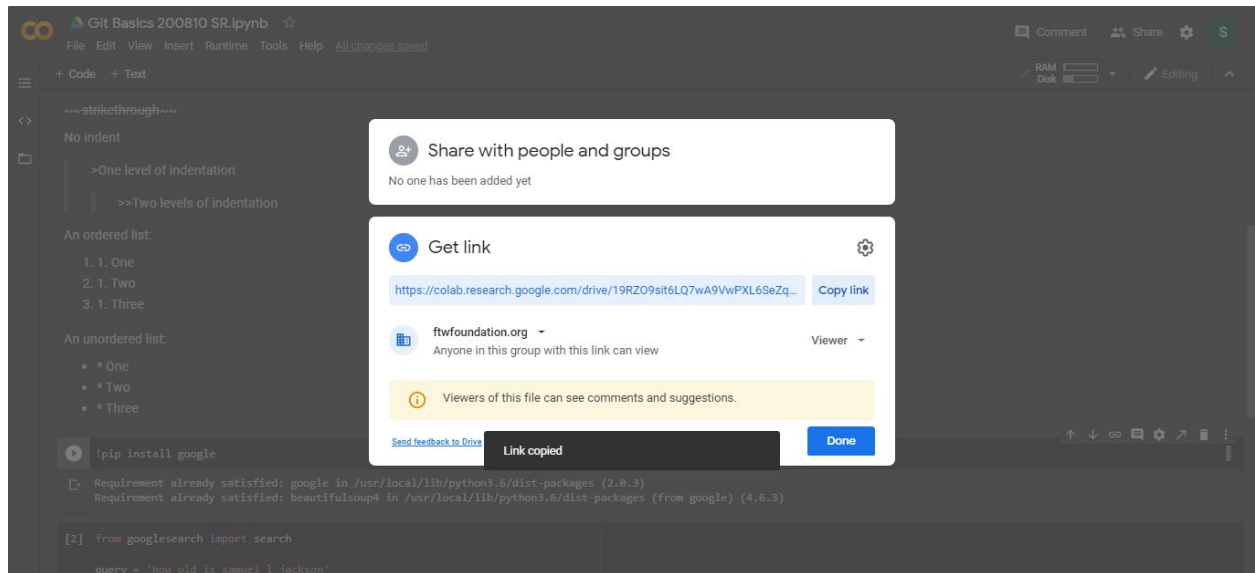 CO
Git Basics 200810 SR.ipynb
File Edit View Insert Runtime Tools Help All changes saved
Comment
Share
S
+ Code + Text
RAM
Disk
Editing
~~strikethrough~~
No indent
>One level of indentation
>>Two levels of indentation
An ordered list:
1. 1. One
2. 1. Two
3. 1. Three
An unordered list:
• * One
• * Two
• * Three
Share with people and groups
No one has been added yet
Get link
https://colab.research.google.com/drive/19RZO9sit6LQ7wA9VwPXL6SeZq...
Copy link
ftwfoundation.org
Anyone in this group with this link can view
Viewer
Viewers of this file can see comments and suggestions.
Send feedback to Drive
Link copied
Done
!pip install google
Requirement already satisfied: google in /usr/local/lib/python3.6/dist-packages (2.0.3)
Requirement already satisfied: beautifulsoup4 in /usr/local/lib/python3.6/dist-packages (from google) (4.6.3)
[2] from googlesearch import search
query = 'how old is samuel l jackson'